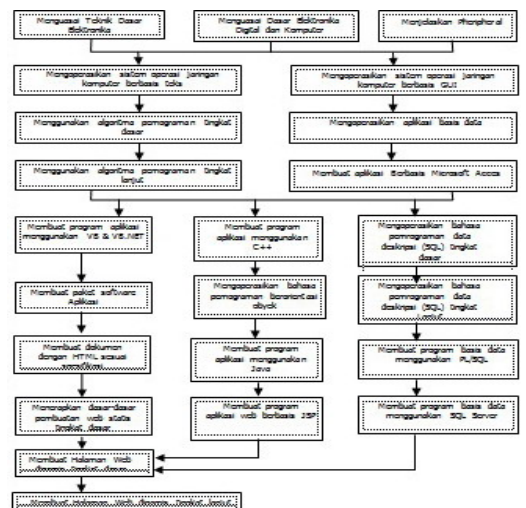 Menguasai Teknik Dasar
Elektronika
Menguasai Dasar Elektronika
Digital dan Komputer
Menjelaskan Pheripheral
Mengoperasikan sistem operasi jaringan
komputer berbasis teks
Mengoperasikan sistem operasi jaringan
komputer berbasis GUI
Menggunakan algoritma pemograman tingkat
dasar
Mengoperasikan aplikasi basis data
Menggunakan algoritma pemograman tingkat
lanjut
Membuat aplikasi Berbasis Microsoft Acces
Membuat program aplikasi
menggunakan VB & VB.NET
Membuat program
aplikasi menggunakan
C++
Mengoperasikan bahasa
pemrograman data
deskripsi (SQL) tingkat
dasar
Membuat paket software
Aplikasi
Mengoperasikan bahasa
pemograman berorientasi
obyek
Mengoperasikan bahasa
pemrograman data
deskripsi (SQL) tingkat
lanjut
Membuat dokumen
dengan HTML sesuai
spesifikasi
Membuat program
aplikasi menggunakan
Java
Membuat program basis data
menggunakan PL/SQL
Menerapkan dasar-dasar
pembuatan web statis
tingkat dasar
Membuat program
aplikasi web berbasis JSP
Membuat program basis data
menggunakan SQL Server
Membuat Halaman Web
dinamis tingkat dasar
Membuat Halaman Web dinamis tingkat lanjut